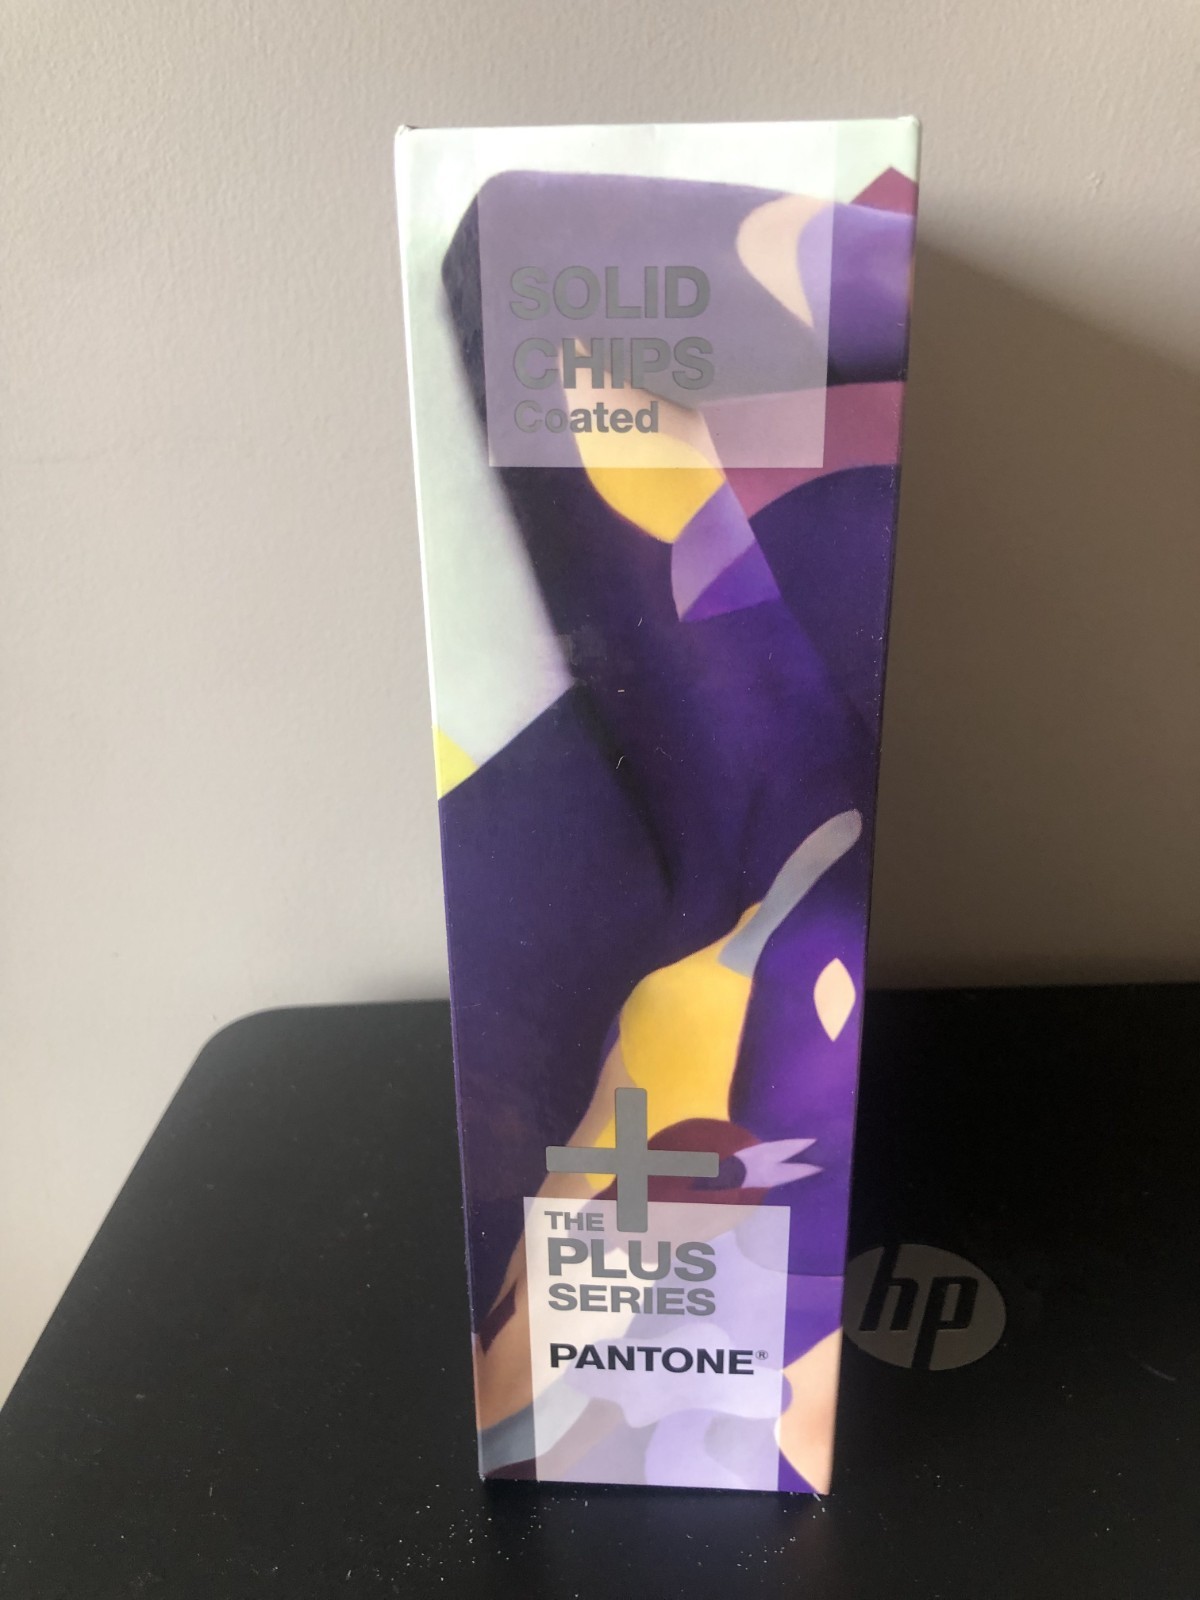 SOLID
CHIPS
Coated
THE
PLUS
SERIES
PANTONE®
hp